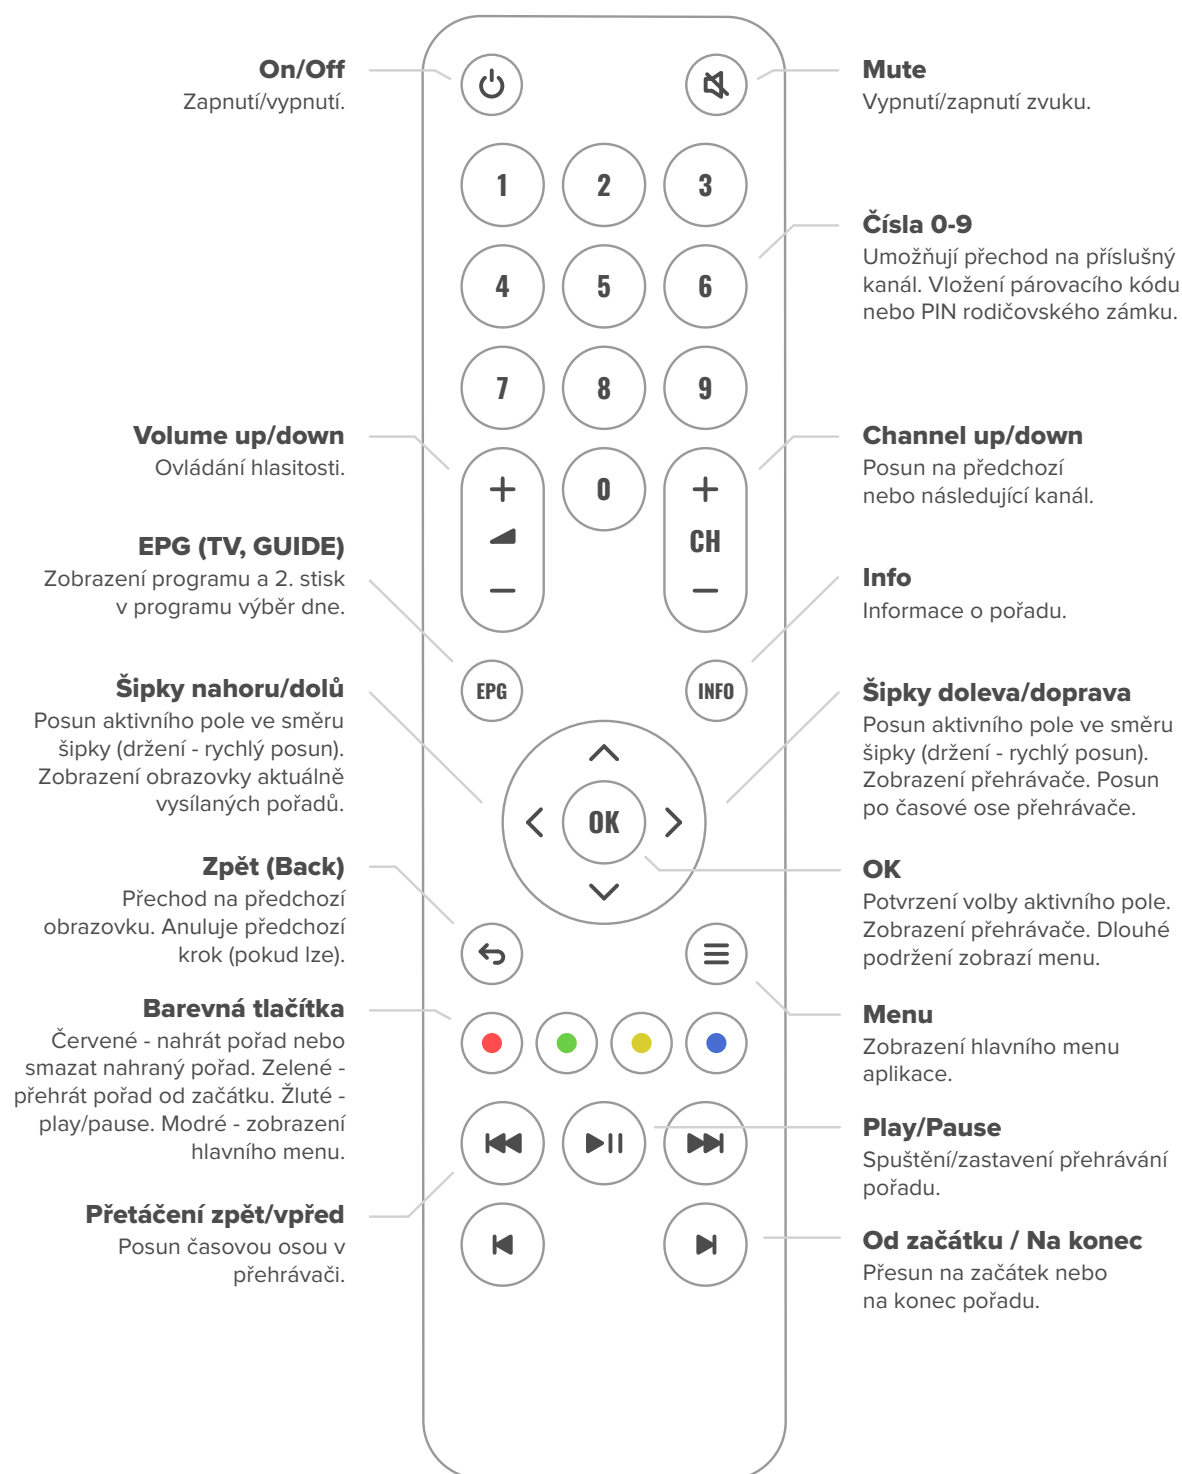 On/Off
Zapnutí/vypnutí.
Mute
Vypnutí/zapnutí zvuku.
1 2 3
Čísla 0-9
Umožňují přechod na příslušný
kanál. Vložení párovacího kódu
nebo PIN rodičovského zámku.
4 5 6
7 8 9
Volume up/down
Ovládání hlasitosti.
0
CH
Channel up/down
Posun na předchozí
nebo následující kanál.
EPG (TV, GUIDE)
Zobrazení programu a 2. stisk
v programu výběr dne.
Info
Informace o pořadu.
EPG
INFO
Šipky nahoru/dolů
Posun aktivního pole ve směru
šipky (držení - rychlý posun).
Zobrazení obrazovky aktuálně
vysílaných pořadů.
OK
Šipky doleva/doprava
Posun aktivního pole ve směru
šipky (držení - rychlý posun).
Zobrazení přehrávače. Posun
po časové ose přehrávače.
Zpět (Back)
Přechod na předchozí
obrazovku. Anuluje předchozí
krok (pokud lze).
OK
Potvrzení volby aktivního pole.
Zobrazení přehrávače. Dlouhé
podržení zobrazí menu.
Barevná tlačítka
Červené - nahrát pořad nebo
smazat nahraný pořad. Zelené -
přehrát pořad od začátku. Žluté -
play/pause. Modré - zobrazení
hlavního menu.
Menu
Zobrazení hlavního menu
aplikace.
Play/Pause
Spuštění/zastavení přehrávání
pořadu.
Přetáčení zpět/vpřed
Posun časovou osou v
přehrávači.
Od začátku / Na konec
Přesun na začátek nebo
na konec pořadu.